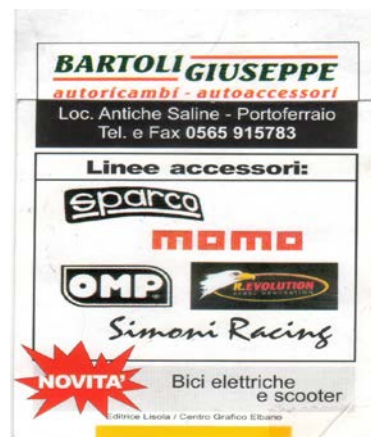 BARTOLI GIUSEPPE
autoricambi - autoaccessori
Loc. Antiche Saline - Portoferraio
Tel. e Fax 0565 915783
Linee accessori:
sparco
momo
OMP
R.EVOLUTION
Simoni Racing
NOVITA'
Bici elettriche
e scooter
Editrice Lisola / Centro Grafico Elbano